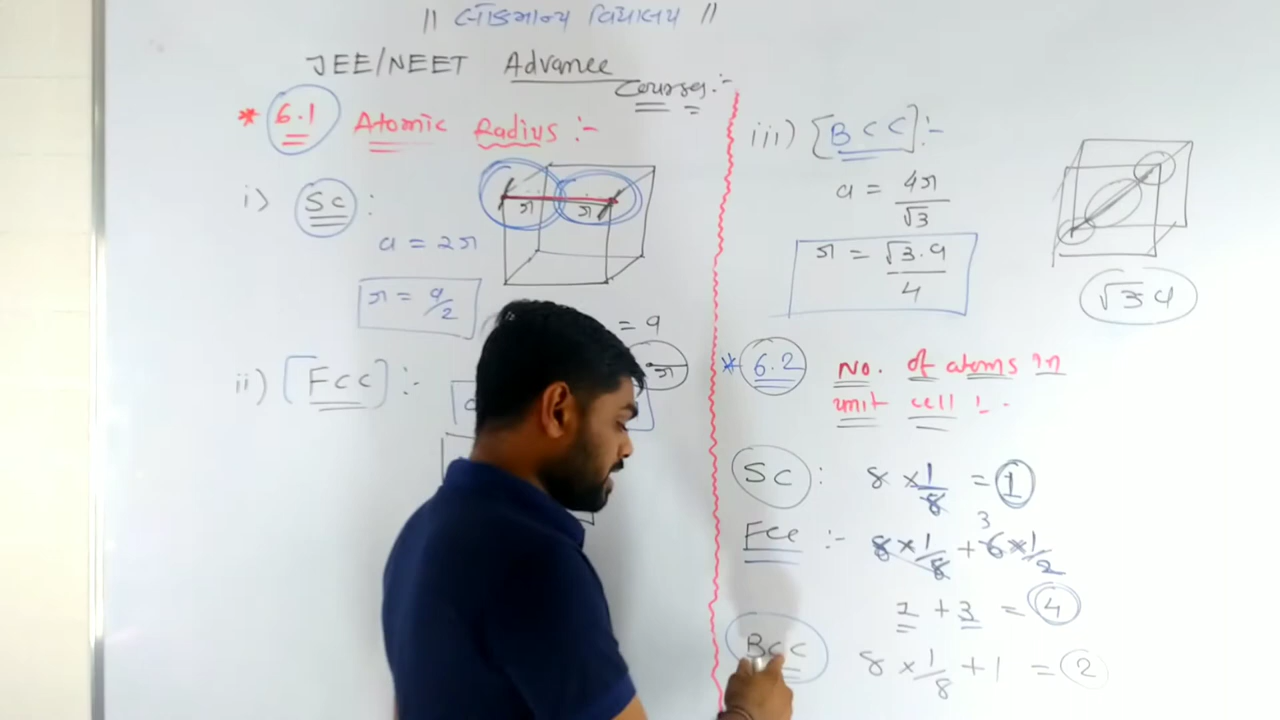 || લોકમાન્ય વિદ્યાલય ||
JEE/NEET Advance
Courses:-
* 6.1 Atomic Radius :-
i) SC :
r r
a = 2r
r = a/2
= a
r
ii) [FCC] :-
iii) [BCC] :-
a = 4r/√3
r = √3·a/4
√3 a
* 6.2 No. of atoms in
unit cell :-
SC : 8 × 1/8 = 1
FCC :- 8 × 1/8 + 6 × 1/2
3
1 + 3 = 4
BCC 8 × 1/8 + 1 = 2